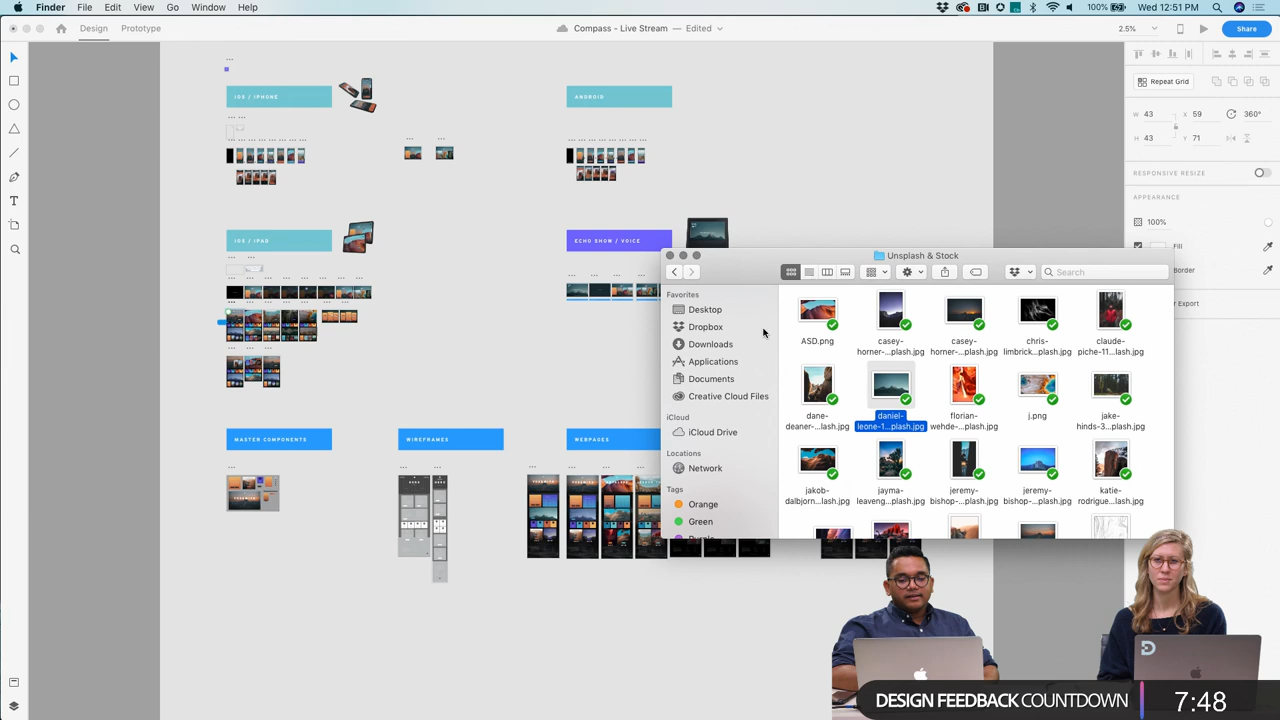 Finder File Edit View Go Window Help
100% Wed 12:51 PM
Design Prototype
Compass - Live Stream — Edited
2.5%
Share
Repeat Grid
W 43 X 59 360°
H 43 Y 71
RESPONSIVE RESIZE
APPEARANCE
100%
Fill
Border
Export
IOS / IPHONE
ANDROID
IOS / IPAD
ECHO SHOW / VOICE
MASTER COMPONENTS
WIREFRAMES
WEBPAGES
Unsplash & Stock
Search
Favorites
Desktop
Dropbox
Downloads
Applications
Documents
Creative Cloud Files
iCloud
iCloud Drive
Locations
Network
Tags
Orange
Green
Purple
ASD.png
casey-
horner-...plash.jpg
casey-
horner-...plash.jpg
chris-
limbrick...plash.jpg
claude-
piche-11...lash.jpg
dane-
deaner-...lash.jpg
daniel-
leone-1...plash.jpg
florian-
wehde-...plash.jpg
j.png
jake-
hinds-3...plash.jpg
jakob-
dalbjorn...lash.jpg
jayma-
leaveng...plash.jpg
jeremy-
bishop-...plash.jpg
jeremy-
bishop-...plash.jpg
katie-
rodrigue...lash.jpg
DESIGN FEEDBACK COUNTDOWN 7:48